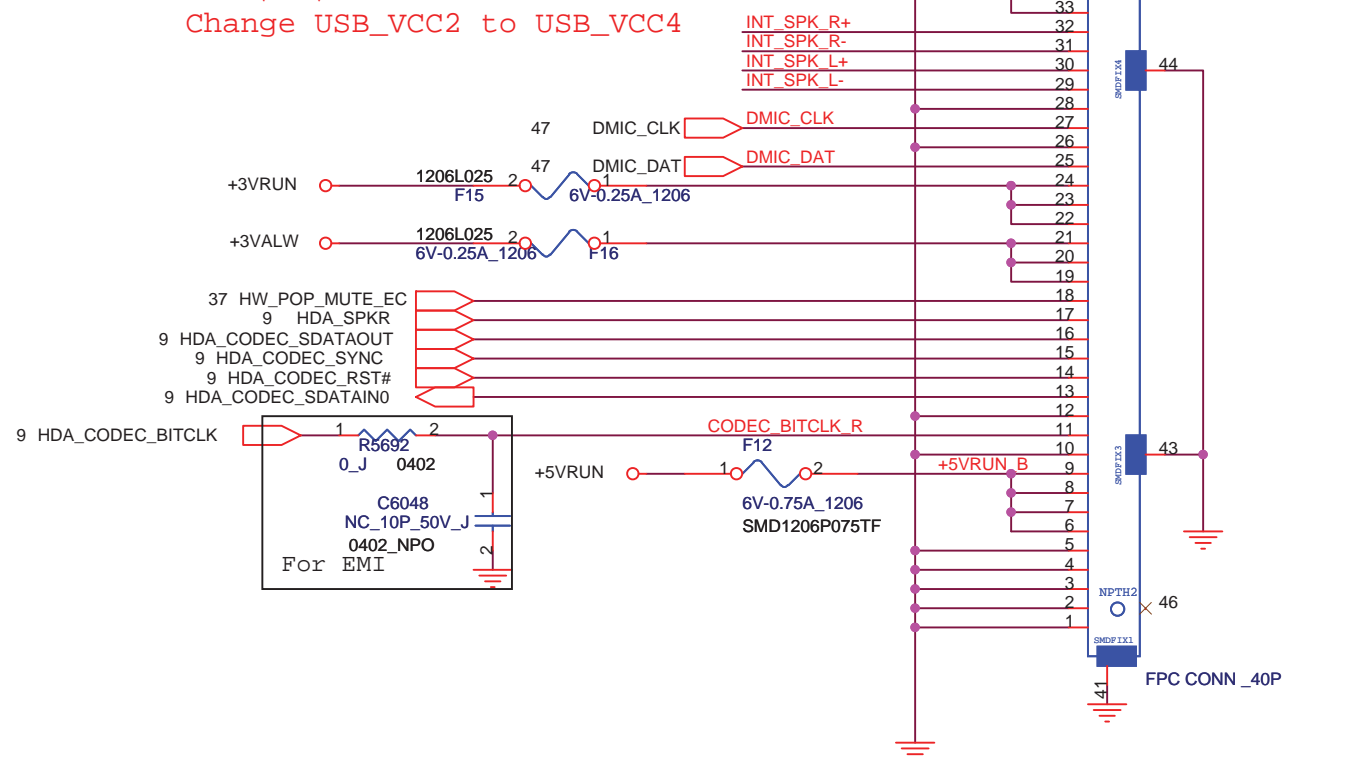 33
Change USB_VCC2 to USB_VCC4
INT_SPK_R+
32
INT_SPK_R-
31
INT_SPK_L+
30
SMDFIX4
44
INT_SPK_L-
29
28
47 DMIC_CLK DMIC_CLK
27
26
47 DMIC_DAT DMIC_DAT
25
+3VRUN 1206L025 2 1
24
F15 6V-0.25A_1206
23
22
+3VALW 1206L025 2 1
21
6V-0.25A_1206 F16
20
19
37 HW_POP_MUTE_EC
18
9 HDA_SPKR
17
9 HDA_CODEC_SDATAOUT
16
9 HDA_CODEC_SYNC
15
9 HDA_CODEC_RST#
14
9 HDA_CODEC_SDATAIN0
13
12
9 HDA_CODEC_BITCLK 1 2 CODEC_BITCLK_R
11
R5692
0_J 0402
F12
10
SMDFIX3
43
+5VRUN 1 2 +5VRUN_B
9
8
C6048 1
6V-0.75A_1206
7
NC_10P_50V_J
SMD1206P075TF
6
0402_NPO 2
5
For EMI
4
3
NPTH2
2
46
1
SMDFIX1
FPC CONN _40P
41